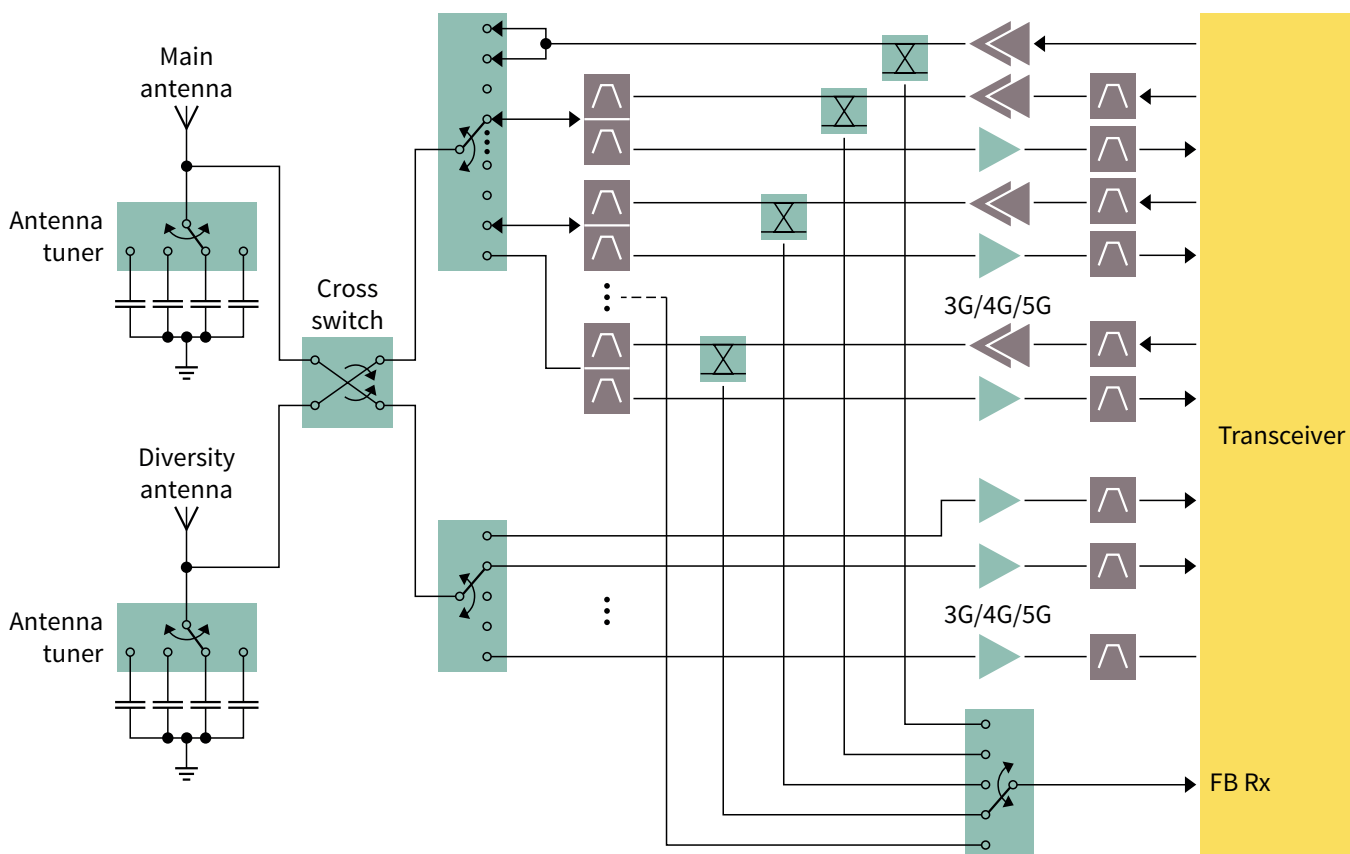 Main
antenna
Antenna
tuner
Cross
switch
3G/4G/5G
Transceiver
Diversity
antenna
Antenna
tuner
3G/4G/5G
FB Rx